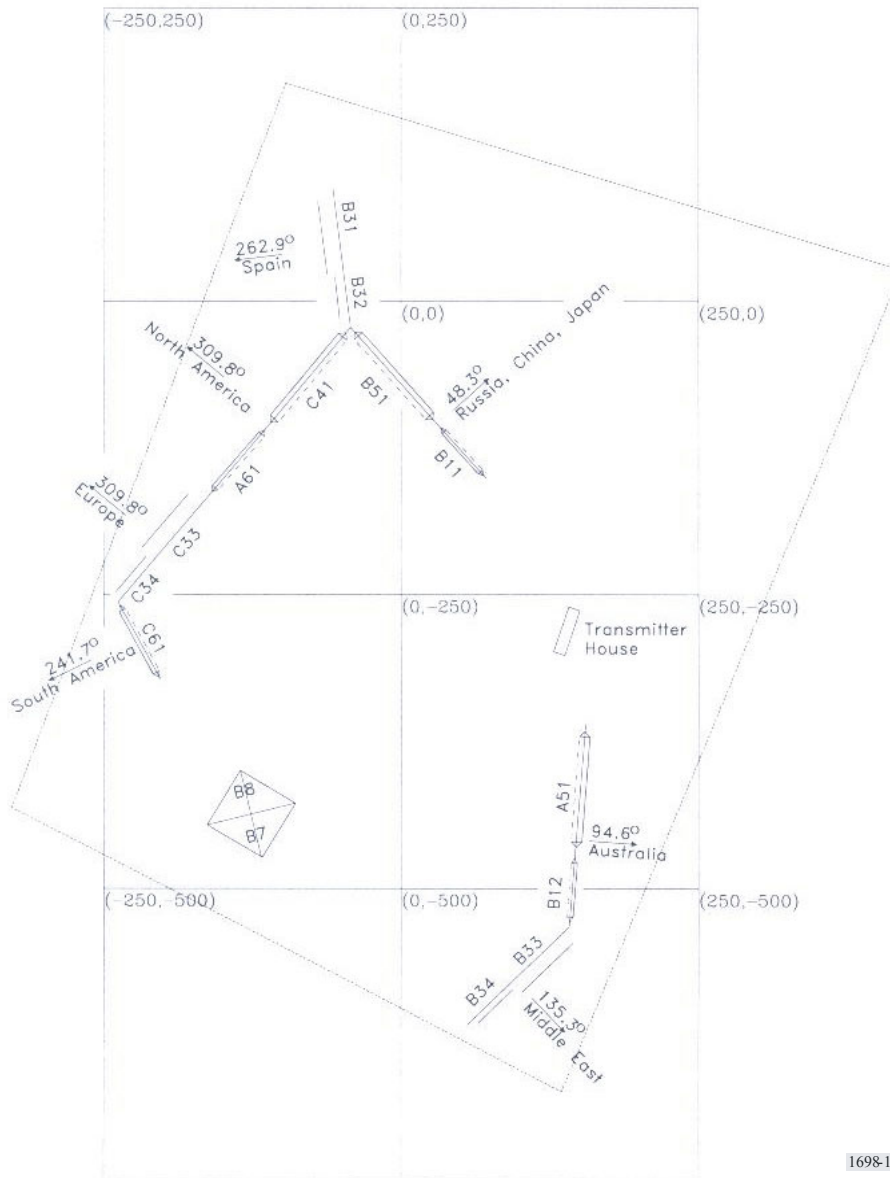 (-250,250)
(0,250)
B31
262.9°
Spain
B32
(0,0)
(250,0)
North America
309.8°
C41
B51
48.3°
Russia, China, Japan
A61
B11
309.8°
Europe
C33
C34
(0,-250)
(250,-250)
C61
Transmitter
House
241.7°
South America
B8
B7
A51
94.6°
Australia
B12
(-250,-500)
(0,-500)
(250,-500)
B33
B34
135.3°
Middle East
1698-1